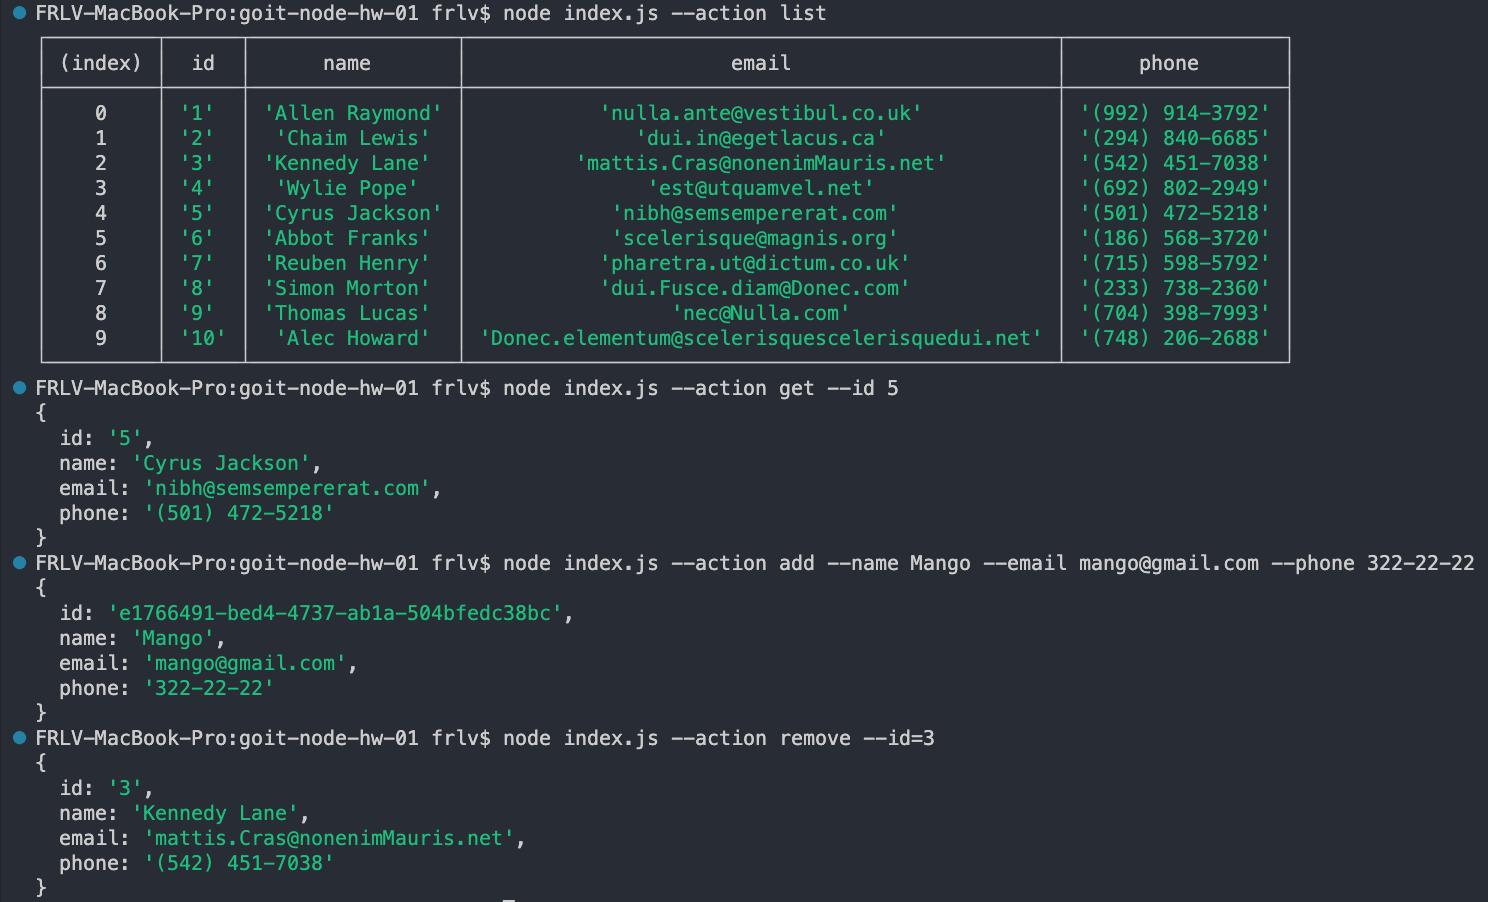 FRLV-MacBook-Pro:goit-node-hw-01 frlv$ node index.js --action list
(index) id name email phone
0 '1' 'Allen Raymond' 'nulla.ante@vestibul.co.uk' '(992) 914-3792'
1 '2' 'Chaim Lewis' 'dui.in@egetlacus.ca' '(294) 840-6685'
2 '3' 'Kennedy Lane' 'mattis.Cras@nonenimMauris.net' '(542) 451-7038'
3 '4' 'Wylie Pope' 'est@utquamvel.net' '(692) 802-2949'
4 '5' 'Cyrus Jackson' 'nibh@semsempererat.com' '(501) 472-5218'
5 '6' 'Abbot Franks' 'scelerisque@magnis.org' '(186) 568-3720'
6 '7' 'Reuben Henry' 'pharetra.ut@dictum.co.uk' '(715) 598-5792'
7 '8' 'Simon Morton' 'dui.Fusce.diam@Donec.com' '(233) 738-2360'
8 '9' 'Thomas Lucas' 'nec@Nulla.com' '(704) 398-7993'
9 '10' 'Alec Howard' 'Donec.elementum@scelerisquescelerisquedui.net' '(748) 206-2688'
FRLV-MacBook-Pro:goit-node-hw-01 frlv$ node index.js --action get --id 5
{
id: '5',
name: 'Cyrus Jackson',
email: 'nibh@semsempererat.com',
phone: '(501) 472-5218'
}
FRLV-MacBook-Pro:goit-node-hw-01 frlv$ node index.js --action add --name Mango --email mango@gmail.com --phone 322-22-22
{
id: 'e1766491-bed4-4737-ab1a-504bfedc38bc',
name: 'Mango',
email: 'mango@gmail.com',
phone: '322-22-22'
}
FRLV-MacBook-Pro:goit-node-hw-01 frlv$ node index.js --action remove --id=3
{
id: '3',
name: 'Kennedy Lane',
email: 'mattis.Cras@nonenimMauris.net',
phone: '(542) 451-7038'
}